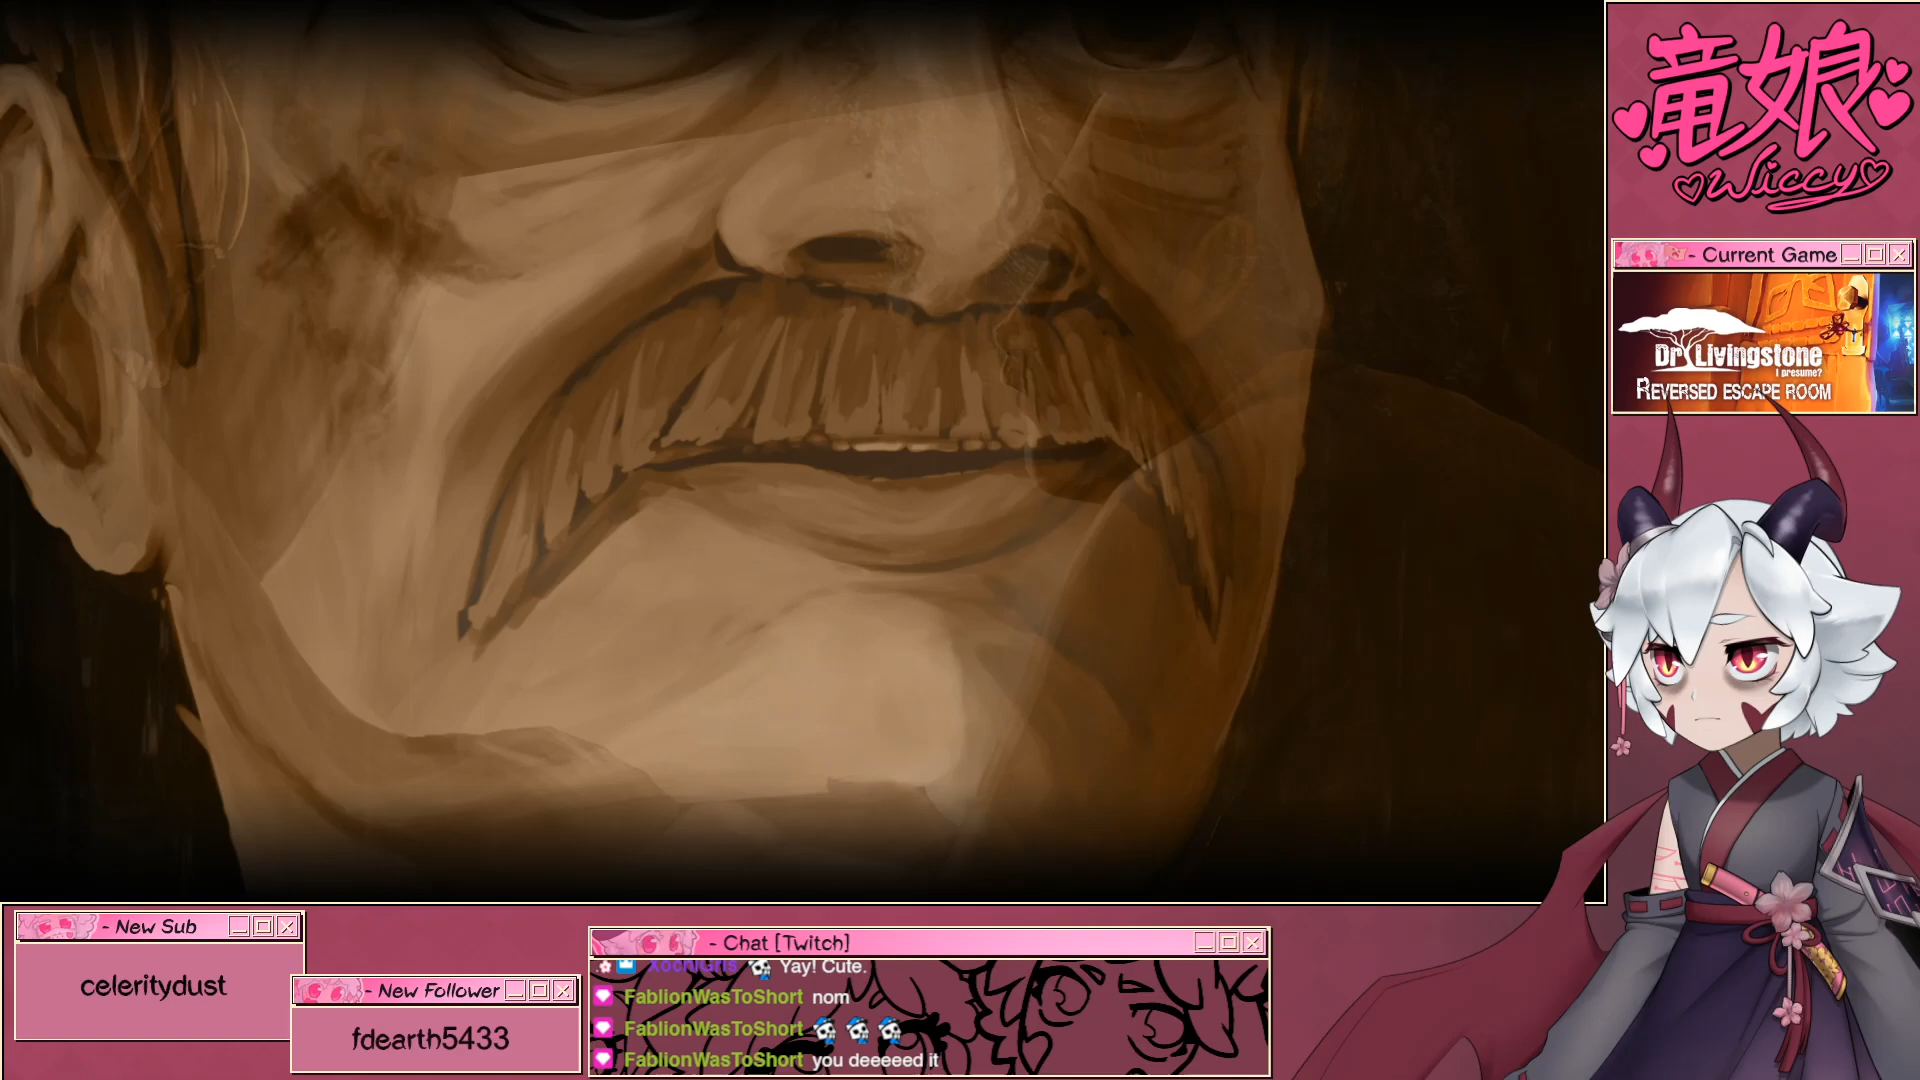 竜娘
Wiccy
- Current Game
Dr Livingstone
I presume?
REVERSED ESCAPE ROOM
- New Sub
celeritydust
- New Follower
fdearth5433
- Chat [Twitch]
XochiGris Yay! Cute.
FablionWasToShort nom
FablionWasToShort
FablionWasToShort you deeeeed it